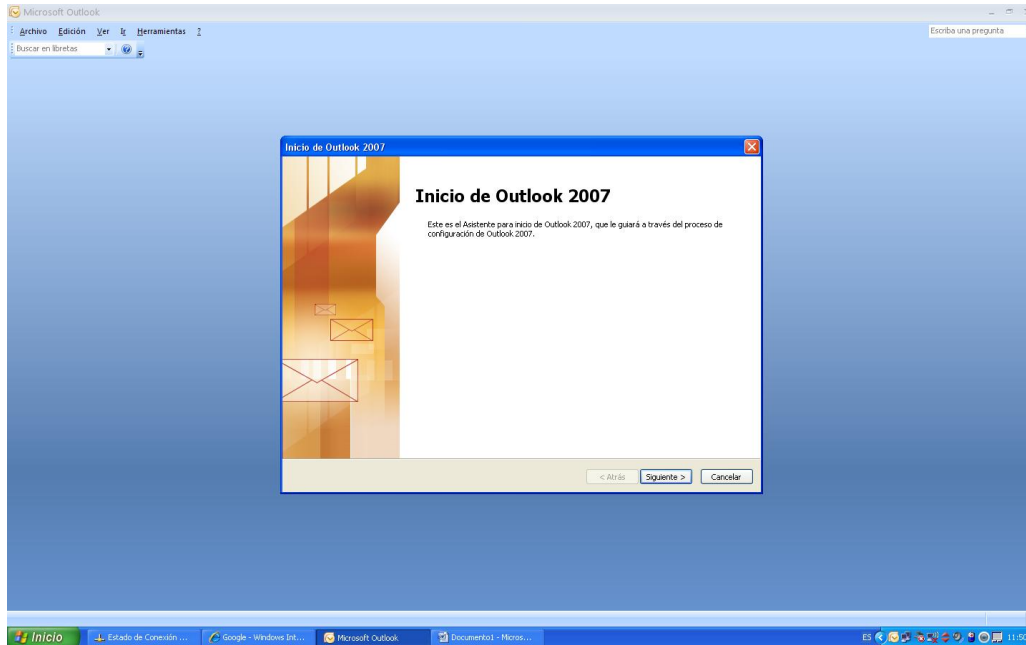 Microsoft Outlook
Archivo Edición Ver Ir Herramientas ?
Escriba una pregunta
Buscar en libretas
Inicio de Outlook 2007
Inicio de Outlook 2007
Este es el Asistente para inicio de Outlook 2007, que le guiará a través del proceso de
configuración de Outlook 2007.
< Atrás Siguiente > Cancelar
Inicio Estado de Conexión ... Google - Windows Int... Microsoft Outlook Documento1 - Micros... ES 11:50